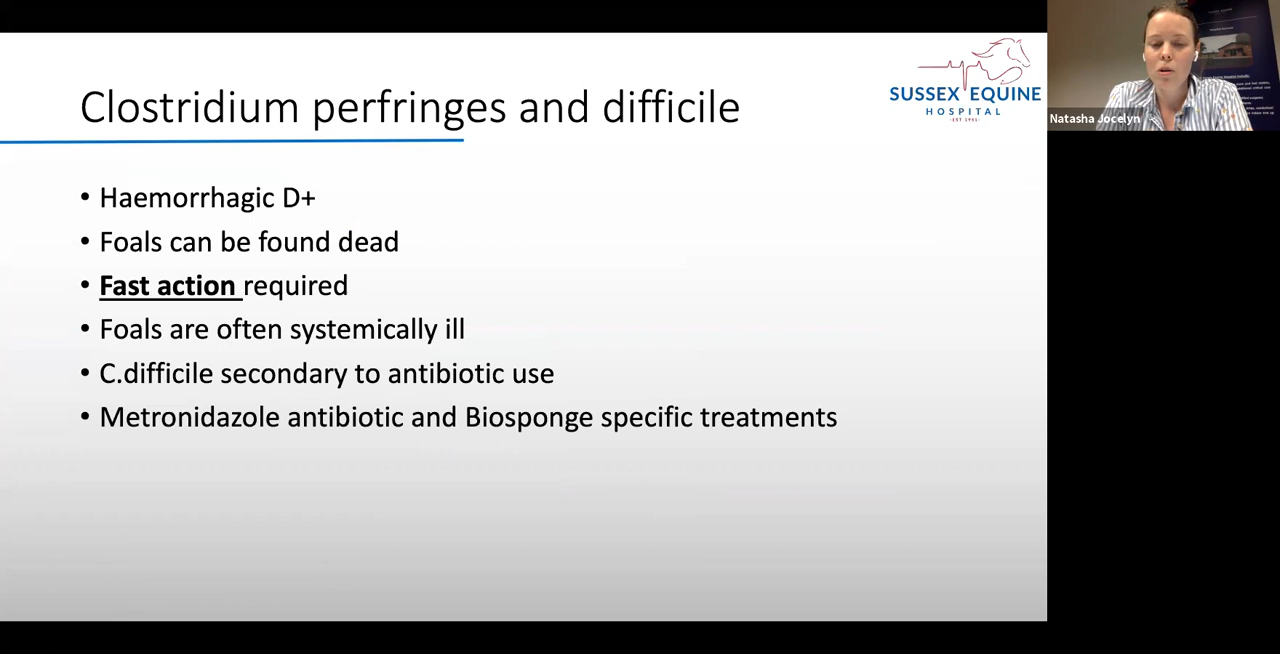 Clostridium perfringes and difficile
SUSSEX EQUINE
HOSPITAL
• Haemorrhagic D+
• Foals can be found dead
• Fast action required
• Foals are often systemically ill
• C.difficile secondary to antibiotic use
• Metronidazole antibiotic and Biosponge specific treatments
Natasha Jocelyn